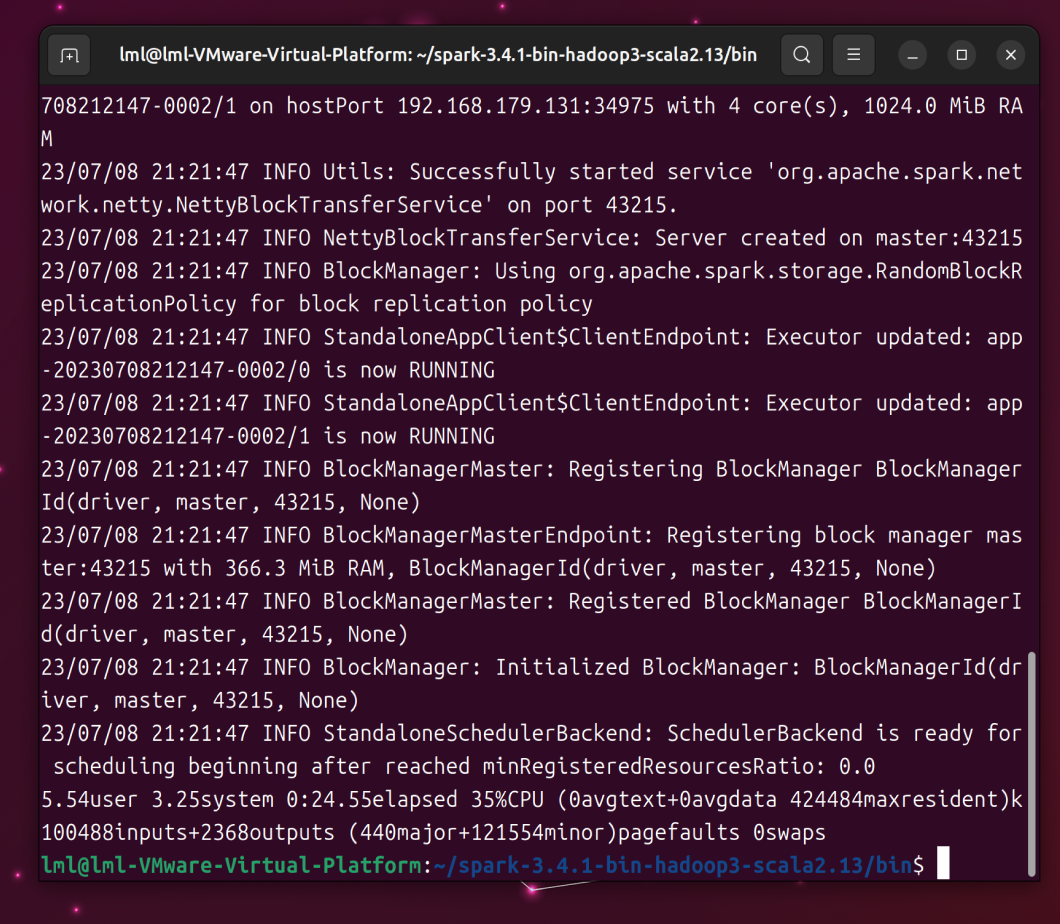 lml@lml-VMware-Virtual-Platform: ~/spark-3.4.1-bin-hadoop3-scala2.13/bin
708212147-0002/1 on hostPort 192.168.179.131:34975 with 4 core(s), 1024.0 MiB RA
M
23/07/08 21:21:47 INFO Utils: Successfully started service 'org.apache.spark.net
work.netty.NettyBlockTransferService' on port 43215.
23/07/08 21:21:47 INFO NettyBlockTransferService: Server created on master:43215
23/07/08 21:21:47 INFO BlockManager: Using org.apache.spark.storage.RandomBlockR
eplicationPolicy for block replication policy
23/07/08 21:21:47 INFO StandaloneAppClient$ClientEndpoint: Executor updated: app
-20230708212147-0002/0 is now RUNNING
23/07/08 21:21:47 INFO StandaloneAppClient$ClientEndpoint: Executor updated: app
-20230708212147-0002/1 is now RUNNING
23/07/08 21:21:47 INFO BlockManagerMaster: Registering BlockManager BlockManager
Id(driver, master, 43215, None)
23/07/08 21:21:47 INFO BlockManagerMasterEndpoint: Registering block manager mas
ter:43215 with 366.3 MiB RAM, BlockManagerId(driver, master, 43215, None)
23/07/08 21:21:47 INFO BlockManagerMaster: Registered BlockManager BlockManagerI
d(driver, master, 43215, None)
23/07/08 21:21:47 INFO BlockManager: Initialized BlockManager: BlockManagerId(dr
iver, master, 43215, None)
23/07/08 21:21:47 INFO StandaloneSchedulerBackend: SchedulerBackend is ready for
 scheduling beginning after reached minRegisteredResourcesRatio: 0.0
5.54user 3.25system 0:24.55elapsed 35%CPU (0avgtext+0avgdata 424484maxresident)k
100488inputs+2368outputs (440major+121554minor)pagefaults 0swaps
lml@lml-VMware-Virtual-Platform:~/spark-3.4.1-bin-hadoop3-scala2.13/bin$